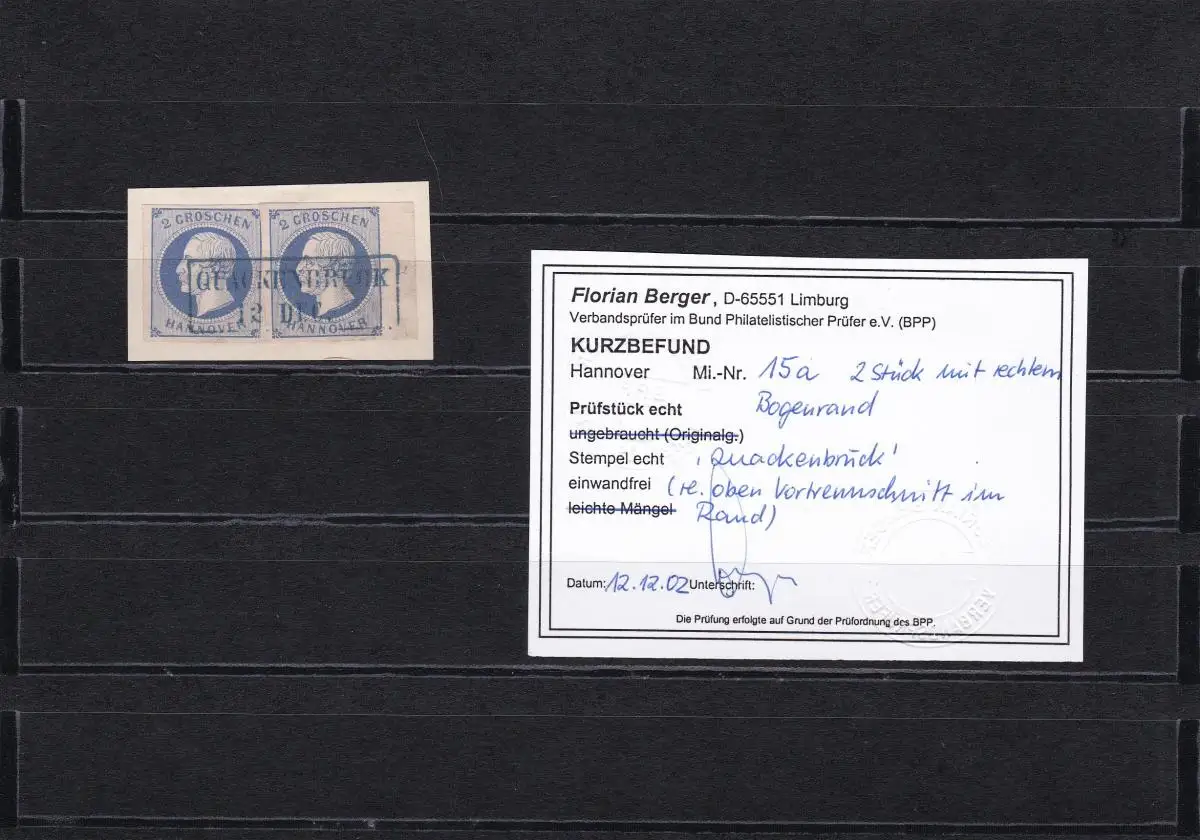 2 GROSCHEN 2 GROSCHEN
QUACKENBRÜCK
13 DEC.
HANNOVER HANNOVER
Florian Berger, D-65551 Limburg
Verbandsprüfer im Bund Philatelistischer Prüfer e.V. (BPP)
KURZBEFUND
Hannover Mi.-Nr. 15a 2 Stück mit rechtem
Prüfstück echt Bogenrand
ungebraucht (Originalg.)
Stempel echt 'Quackenbrück'
einwandfrei (re. oben Vortrennschnitt im
leichte Mängel Rand)
Datum: 12.12.02 Unterschrift:
Die Prüfung erfolgte auf Grund der Prüfordnung des BPP.